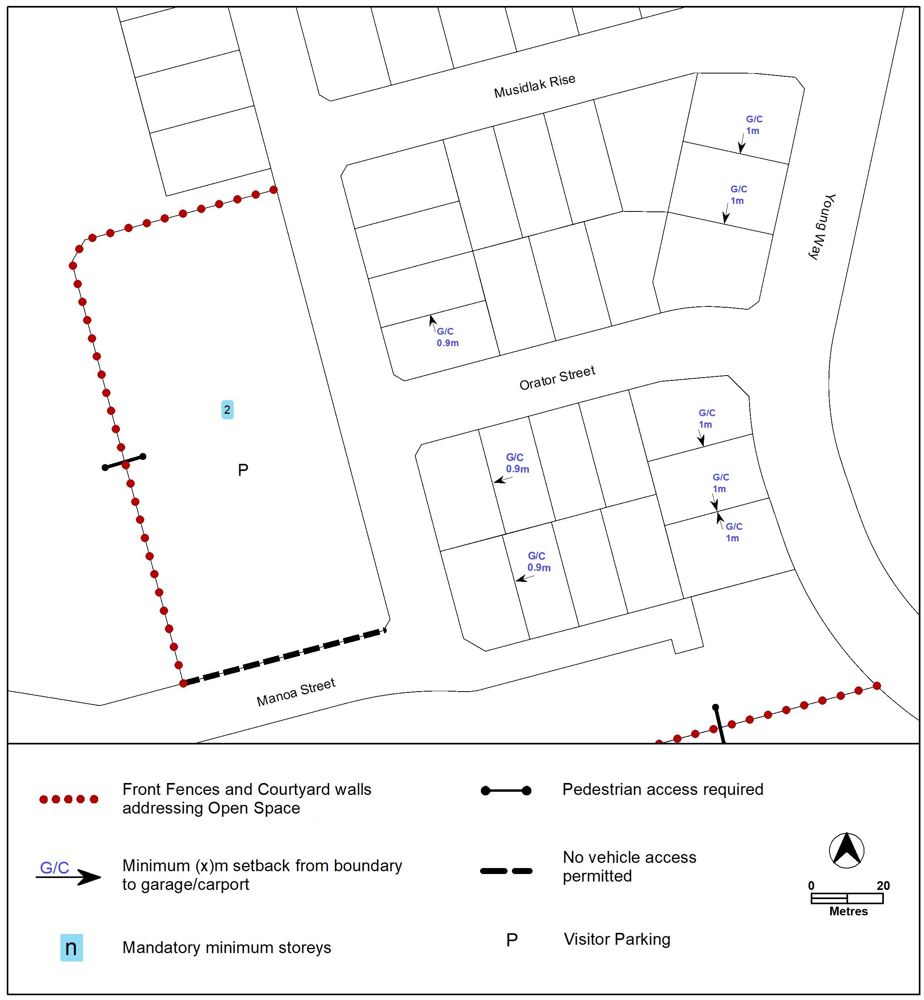 Musidlak Rise
G/C
1m
G/C
1m
Young Way
G/C
0.9m
Orator Street
2
P
G/C
1m
G/C
0.9m
G/C
1m
G/C
1m
G/C
0.9m
Manoa Street
Front Fences and Courtyard walls
addressing Open Space
Pedestrian access required
G/C
Minimum (x)m setback from boundary
to garage/carport
No vehicle access
permitted
0 20
Metres
n
Mandatory minimum storeys
P
Visitor Parking